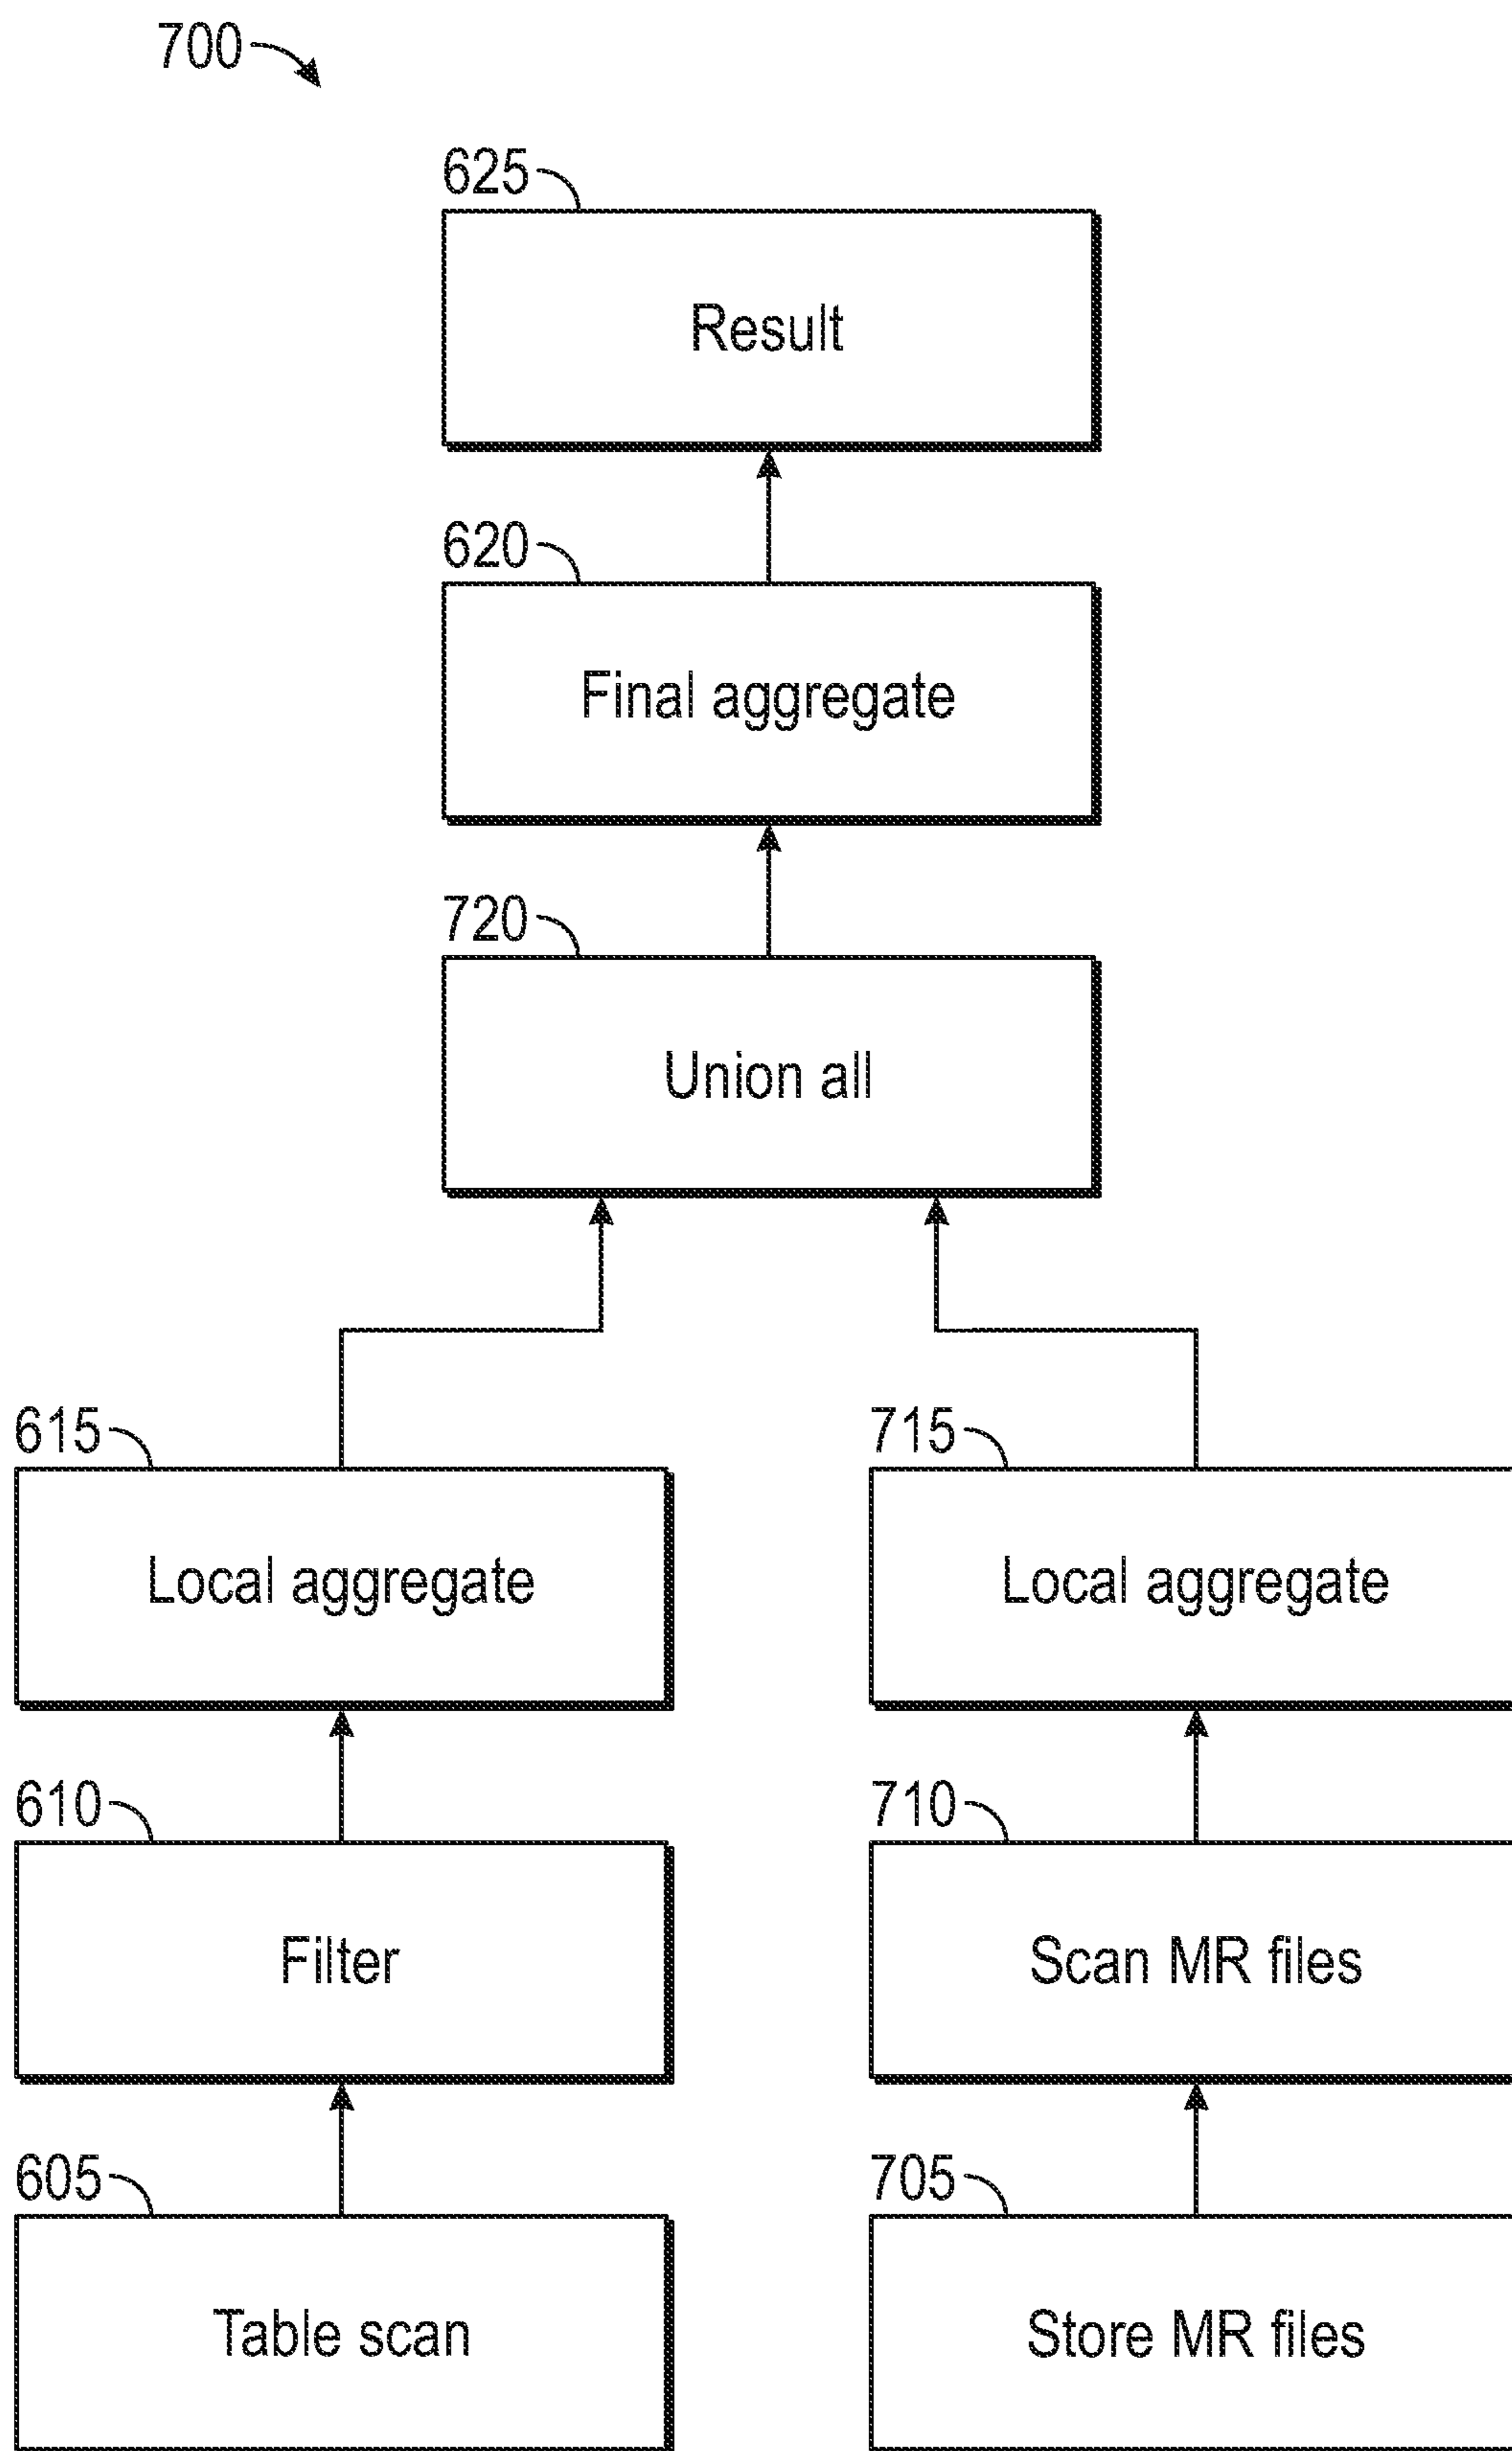 700
625
Result
620
Final aggregate
720
Union all
615
715
Local aggregate
Local aggregate
610
710
Filter
Scan MR files
605
705
Table scan
Store MR files